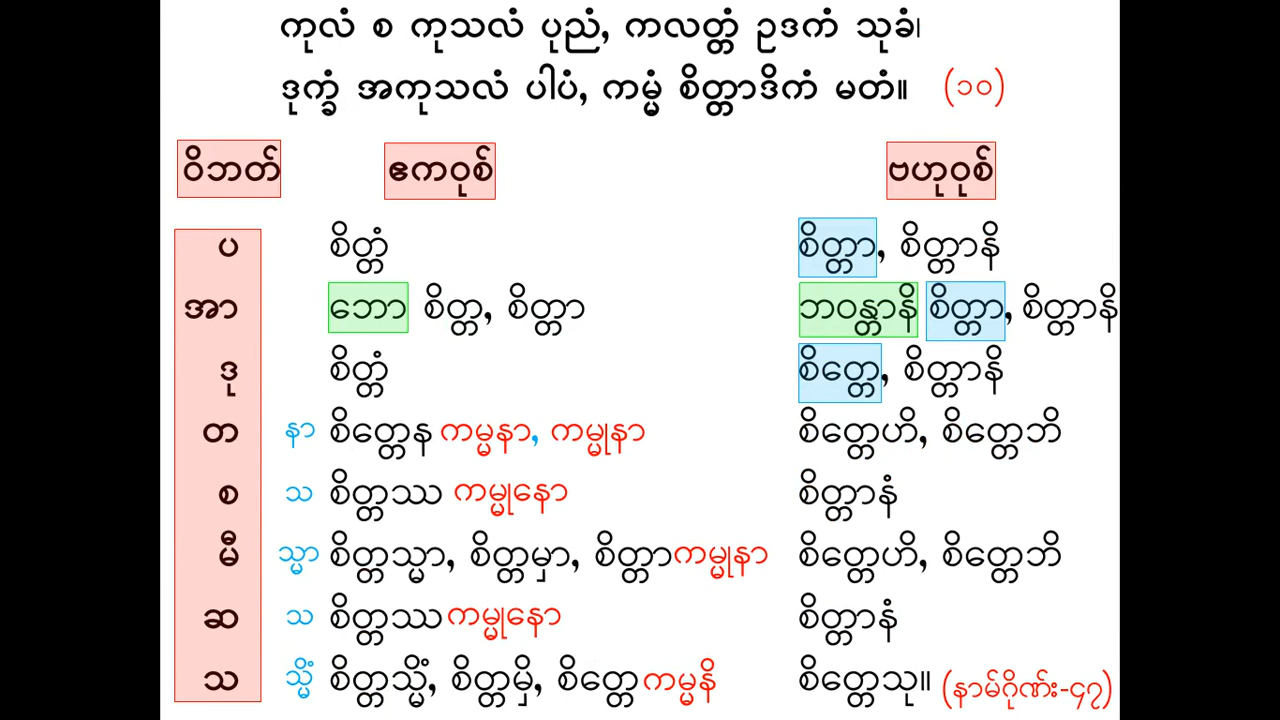 ကုလံ စ ကုသလံ ပုညံ, ကလတ္တံ ဥဒကံ သုခံ၊
ဒုက္ခံ အကုသလံ ပါပံ, ကမ္မံ စိတ္တာဒိကံ မတံ။ (၁၀)
ဝိဘတ် ဧကဝုစ် ဗဟုဝုစ်
ပ စိတ္တံ စိတ္တာ, စိတ္တာနိ
အာ ဘော စိတ္တ, စိတ္တာ ဘဝန္တာနိ စိတ္တာ, စိတ္တာနိ
ဒု စိတ္တံ စိတ္တေ, စိတ္တာနိ
တ နာ စိတ္တေန ကမ္မနာ, ကမ္မုနာ စိတ္တေဟိ, စိတ္တေဘိ
စ သ စိတ္တဿ ကမ္မုနော စိတ္တာနံ
မီ သ္မာ စိတ္တသ္မာ, စိတ္တမှာ, စိတ္တာ ကမ္မုနာ စိတ္တေဟိ, စိတ္တေဘိ
ဆ သ စိတ္တဿ ကမ္မုနော စိတ္တာနံ
သ သ္မိံ စိတ္တသ္မိံ, စိတ္တမှိ, စိတ္တေ ကမ္မနိ စိတ္တေသု။ (နာမ်ဂိုဏ်း-၄၇)